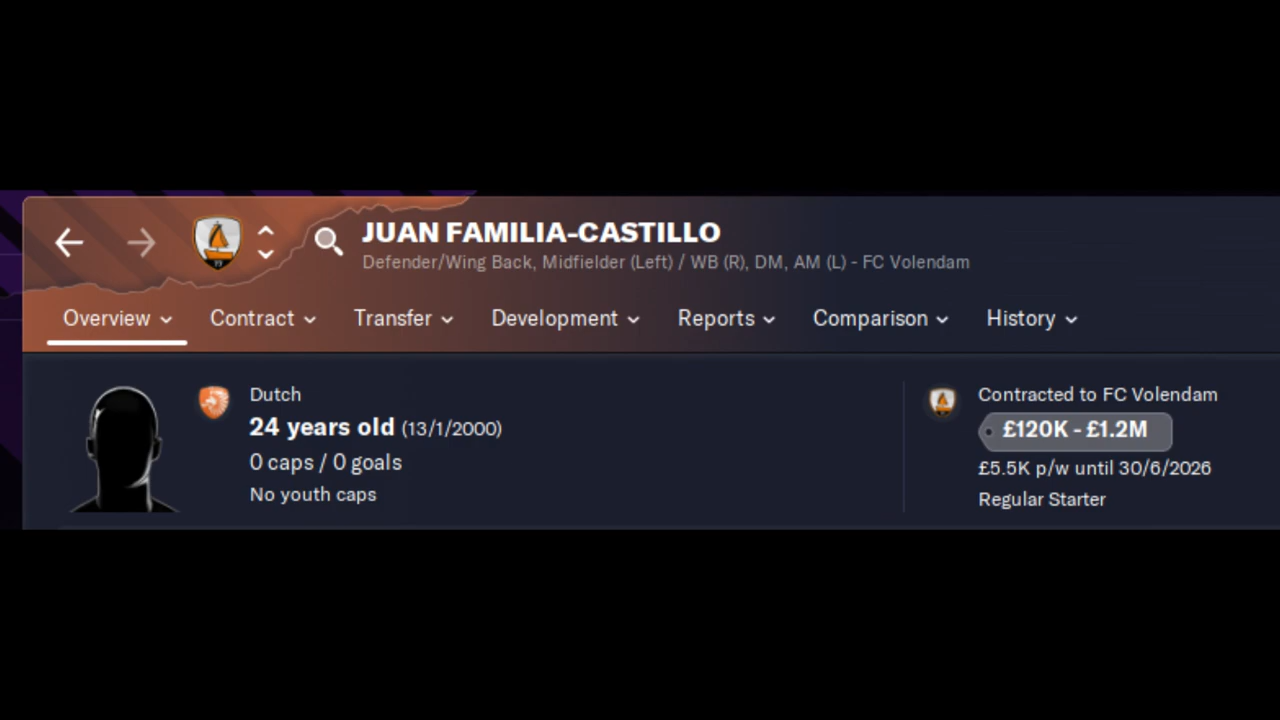 JUAN FAMILIA-CASTILLO
Defender/Wing Back, Midfielder (Left) / WB (R), DM, AM (L) - FC Volendam
Overview Contract Transfer Development Reports Comparison History
Dutch
24 years old (13/1/2000)
0 caps / 0 goals
No youth caps
Contracted to FC Volendam
£120K - £1.2M
£5.5K p/w until 30/6/2026
Regular Starter